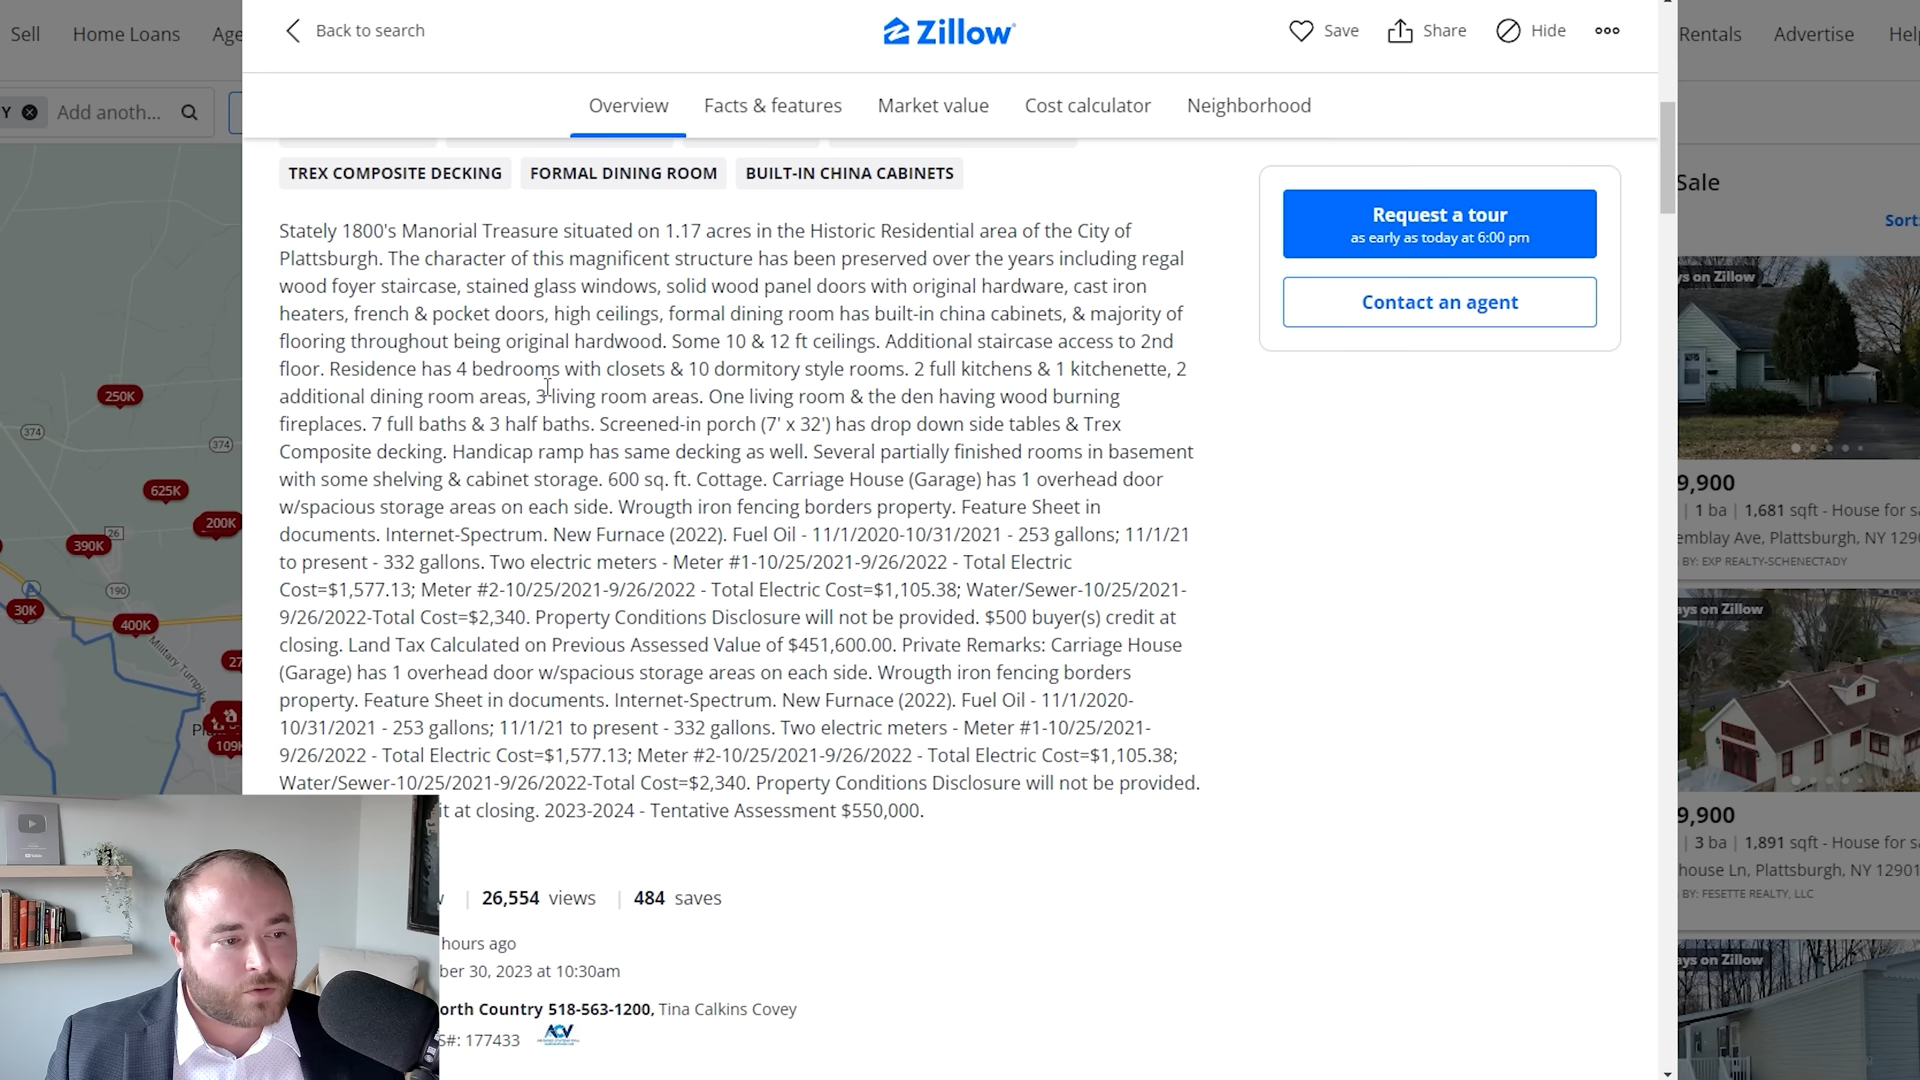 Sell
Home Loans
Back to search
Zillow
Save
Share
Hide
Rentals
Advertise
Add anoth...
Overview
Facts & features
Market value
Cost calculator
Neighborhood
TREX COMPOSITE DECKING
FORMAL DINING ROOM
BUILT-IN CHINA CABINETS
Stately 1800's Manorial Treasure situated on 1.17 acres in the Historic Residential area of the City of
Plattsburgh. The character of this magnificent structure has been preserved over the years including regal
wood foyer staircase, stained glass windows, solid wood panel doors with original hardware, cast iron
heaters, french & pocket doors, high ceilings, formal dining room has built-in china cabinets, & majority of
flooring throughout being original hardwood. Some 10 & 12 ft ceilings. Additional staircase access to 2nd
floor. Residence has 4 bedrooms with closets & 10 dormitory style rooms. 2 full kitchens & 1 kitchenette, 2
additional dining room areas, 3 living room areas. One living room & the den having wood burning
fireplaces. 7 full baths & 3 half baths. Screened-in porch (7' x 32') has drop down side tables & Trex
Composite decking. Handicap ramp has same decking as well. Several partially finished rooms in basement
with some shelving & cabinet storage. 600 sq. ft. Cottage. Carriage House (Garage) has 1 overhead door
w/spacious storage areas on each side. Wrougth iron fencing borders property. Feature Sheet in
documents. Internet-Spectrum. New Furnace (2022). Fuel Oil - 11/1/2020-10/31/2021 - 253 gallons; 11/1/21
to present - 332 gallons. Two electric meters - Meter #1-10/25/2021-9/26/2022 - Total Electric
Cost=$1,577.13; Meter #2-10/25/2021-9/26/2022 - Total Electric Cost=$1,105.38; Water/Sewer-10/25/2021-
9/26/2022-Total Cost=$2,340. Property Conditions Disclosure will not be provided. $500 buyer(s) credit at
closing. Land Tax Calculated on Previous Assessed Value of $451,600.00. Private Remarks: Carriage House
(Garage) has 1 overhead door w/spacious storage areas on each side. Wrougth iron fencing borders
property. Feature Sheet in documents. Internet-Spectrum. New Furnace (2022). Fuel Oil - 11/1/2020-
10/31/2021 - 253 gallons; 11/1/21 to present - 332 gallons. Two electric meters - Meter #1-10/25/2021-
9/26/2022 - Total Electric Cost=$1,577.13; Meter #2-10/25/2021-9/26/2022 - Total Electric Cost=$1,105.38;
Water/Sewer-10/25/2021-9/26/2022-Total Cost=$2,340. Property Conditions Disclosure will not be provided.
it at closing. 2023-2024 - Tentative Assessment $550,000.
26,554 views
484 saves
hours ago
ber 30, 2023 at 10:30am
orth Country 518-563-1200, Tina Calkins Covey
S#: 177433
ACV
Request a tour
as early as today at 6:00 pm
Contact an agent
Sale
Sort:
ys on Zillow
9,900
1 ba | 1,681 sqft - House for sa
emblay Ave, Plattsburgh, NY 1290
BY: EXP REALTY-SCHENECTADY
ays on Zillow
9,900
3 ba | 1,891 sqft - House for sa
house Ln, Plattsburgh, NY 12901
BY: FESETTE REALTY, LLC
ays on Zillow
250K
374
374
625K
200K
26
390K
190
30K
400K
Military Turnpike
27
109K